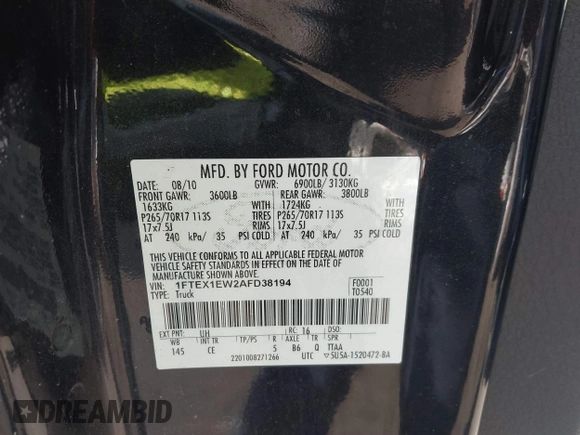 MFD. BY FORD MOTOR CO.
DATE: 08/10 GVWR: 6900LB/ 3130KG
FRONT GAWR: 3600LB REAR GAWR: 3800LB
1633KG WITH 1724KG WITH
P265/70R17 113S TIRES P265/70R17 113S TIRES
17x7.5J RIMS 17x7.5J RIMS
AT 240 kPa/ 35 PSI COLD AT 240 kPa/ 35 PSI COLD
THIS VEHICLE CONFORMS TO ALL APPLICABLE FEDERAL MOTOR
VEHICLE SAFETY STANDARDS IN EFFECT ON THE DATE OF
MANUFACTURE SHOWN ABOVE.
VIN: 1FTEX1EW2AFD38194 F0001
TYPE: Truck T0540
EXT PNT: UH RC: 16 DSO:
WB INT TR TP/PS R AXLE TR SPR
145 CE 5 B6 Q TTAA
2201008271266 UTC ▽5U5A-1520472-BA
DREAMBID